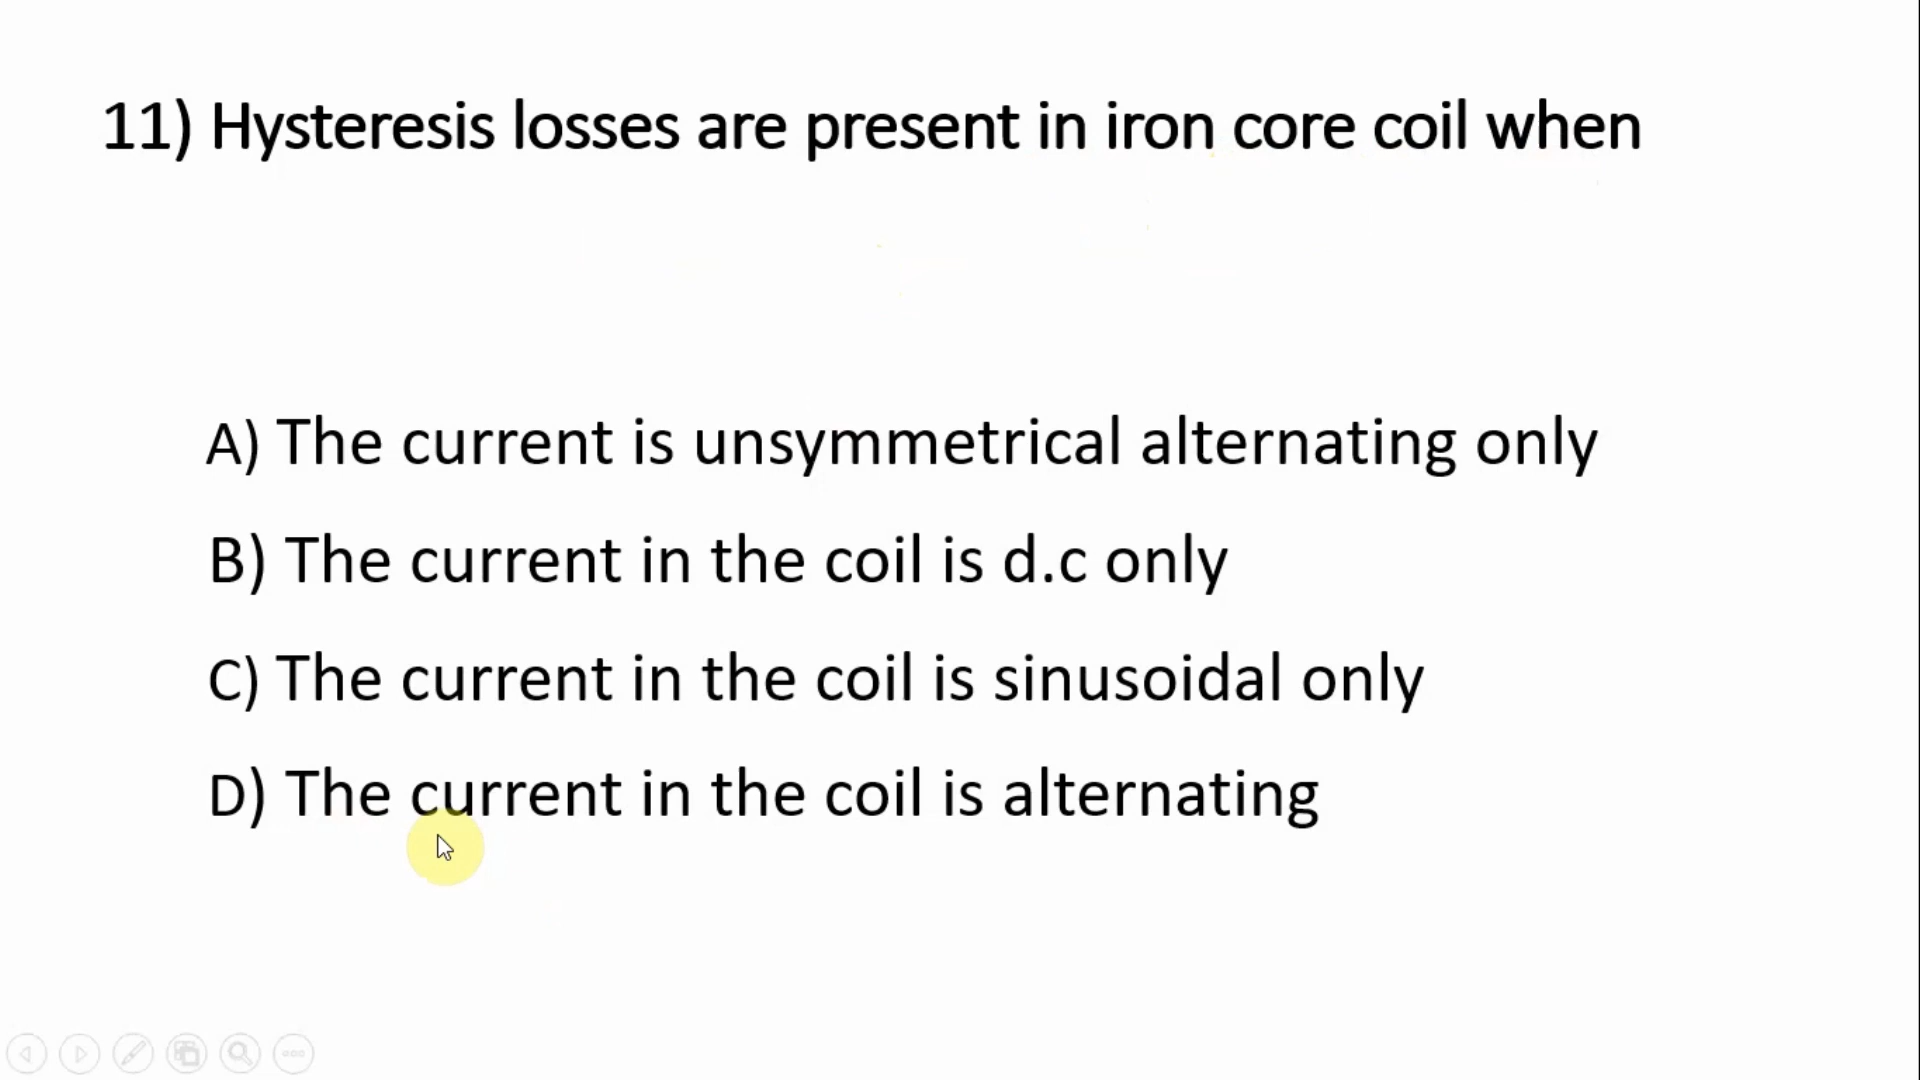 11) Hysteresis losses are present in iron core coil when
A) The current is unsymmetrical alternating only
B) The current in the coil is d.c only
C) The current in the coil is sinusoidal only
D) The current in the coil is alternating